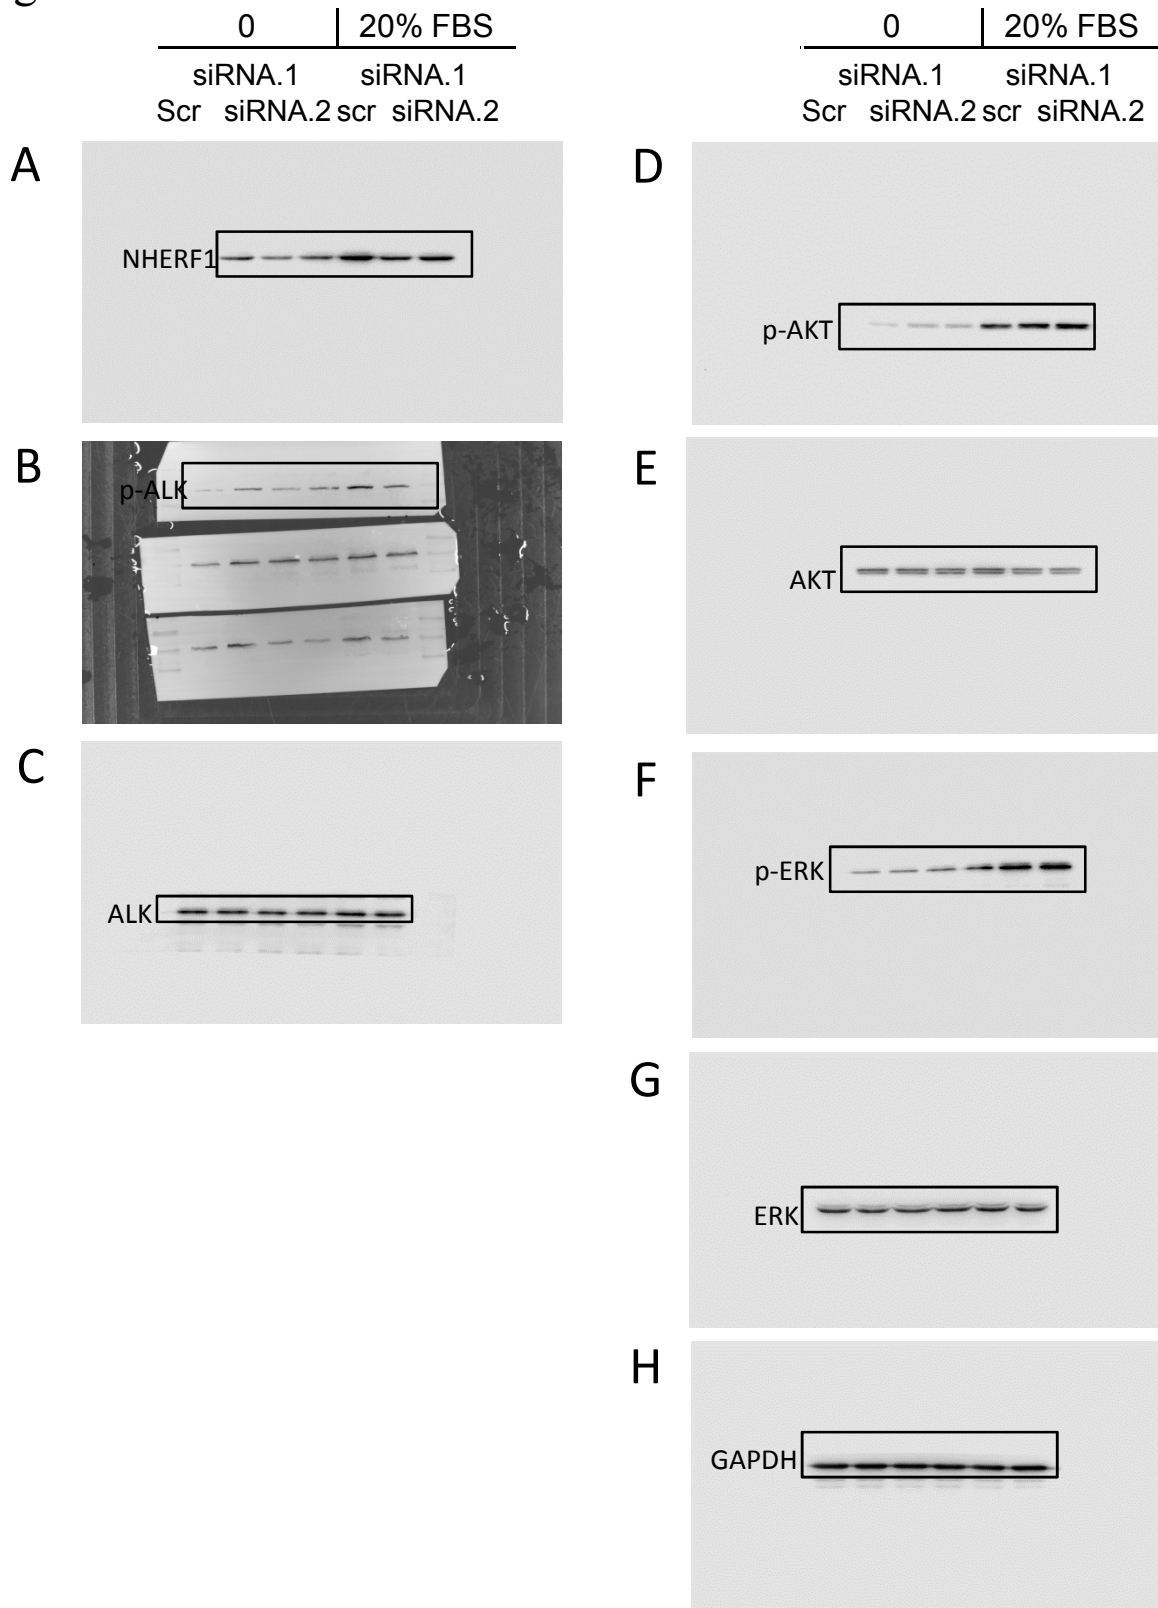 0 20% FBS
siRNA.1 siRNA.1
Scr siRNA.2 scr siRNA.2
A
NHERF1
B
p-ALK
C
ALK
0 20% FBS
siRNA.1 siRNA.1
Scr siRNA.2 scr siRNA.2
D
p-AKT
E
AKT
F
p-ERK
G
ERK
H
GAPDH